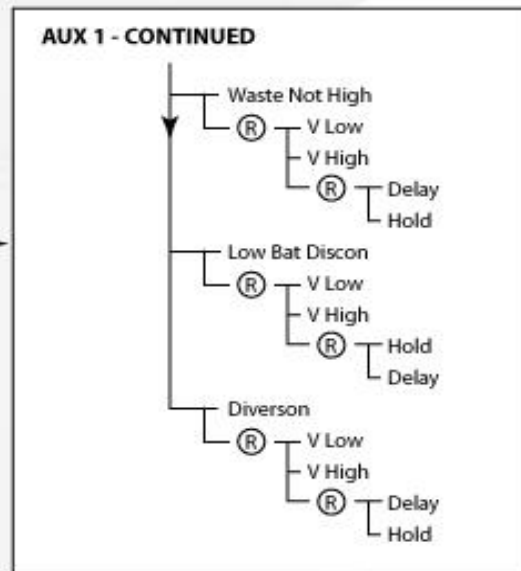 AUX 1 - CONTINUED
Waste Not High
R V Low
V High
R Delay
Hold
Low Bat Discon
R V Low
V High
R Hold
Delay
Diverson
R V Low
V High
R Delay
Hold